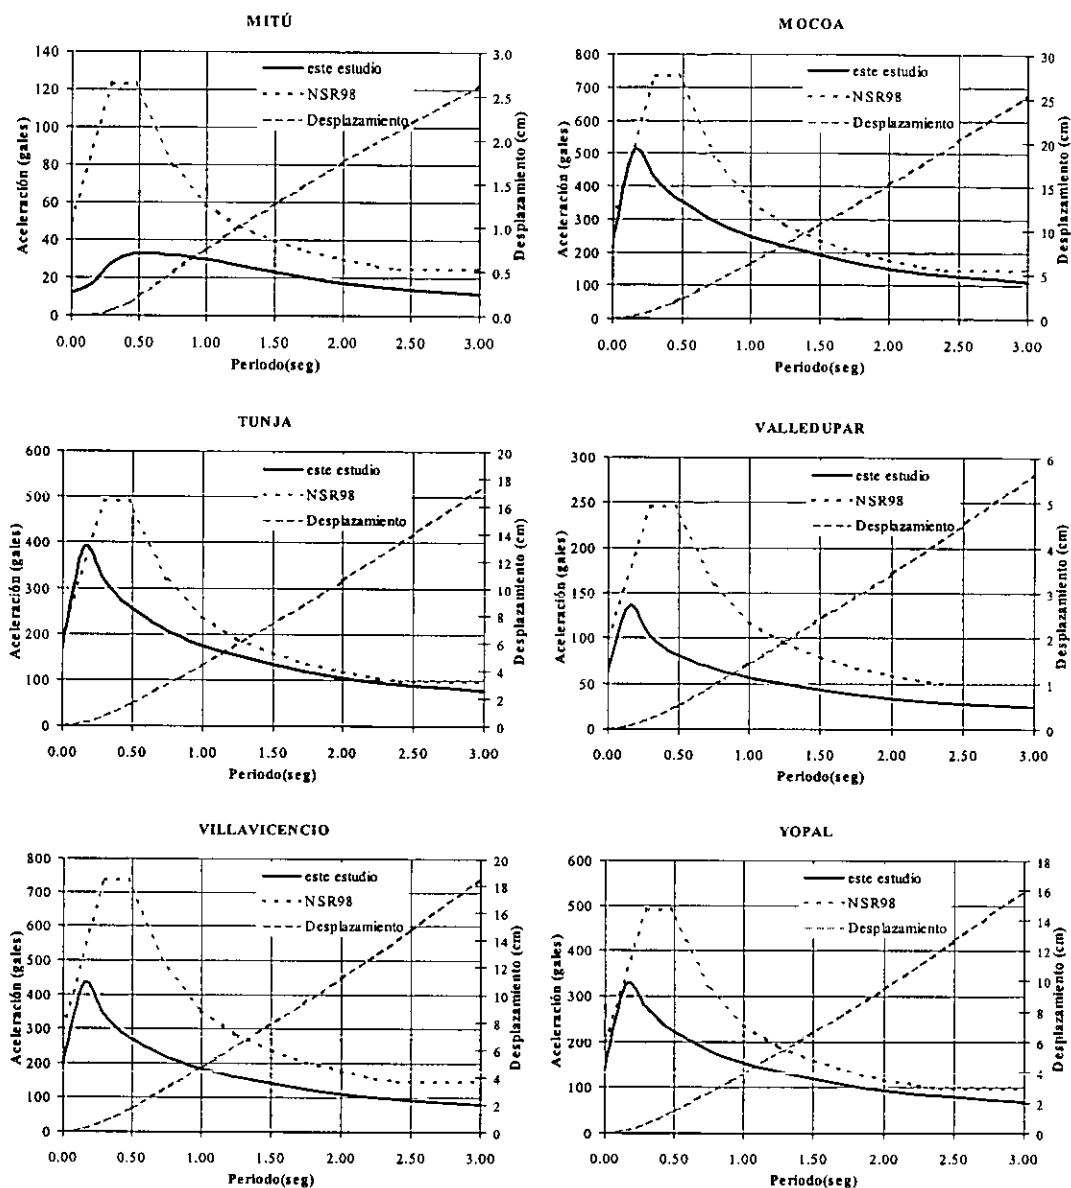 MITÚ
140
120
100
80
60
40
20
0
Aceleración (gales)
3.0
2.5
2.0
1.5
1.0
0.5
0.0
Desplazamiento (cm)
este estudio
NSR98
Desplazamiento
0.00 0.50 1.00 1.50 2.00 2.50 3.00
Periodo(seg)
MOCOA
800
700
600
500
400
300
200
100
0
Aceleración (gales)
30
25
20
15
10
5
0
Desplazamiento (cm)
este estudio
NSR98
Desplazamiento
0.00 0.50 1.00 1.50 2.00 2.50 3.00
Periodo(seg)
TUNJA
600
500
400
300
200
100
0
Aceleración (gales)
20
18
16
14
12
10
8
6
4
2
0
Desplazamiento (cm)
este estudio
NSR98
Desplazamiento
0.00 0.50 1.00 1.50 2.00 2.50 3.00
Periodo(seg)
VALLEDUPAR
300
250
200
150
100
50
0
Aceleración (gales)
6
5
4
3
2
1
0
Desplazamiento (cm)
este estudio
NSR98
Desplazamiento
0.00 0.50 1.00 1.50 2.00 2.50 3.00
Periodo(seg)
VILLAVICENCIO
800
700
600
500
400
300
200
100
0
Aceleración (gales)
20
18
16
14
12
10
8
6
4
2
0
Desplazamiento (cm)
este estudio
NSR98
Desplazamiento
0.00 0.50 1.00 1.50 2.00 2.50 3.00
Periodo(seg)
YOPAL
600
500
400
300
200
100
0
Aceleración (gales)
18
16
14
12
10
8
6
4
2
0
Desplazamiento (cm)
este estudio
NSR98
Desplazamiento
0.00 0.50 1.00 1.50 2.00 2.50 3.00
Periodo(seg)